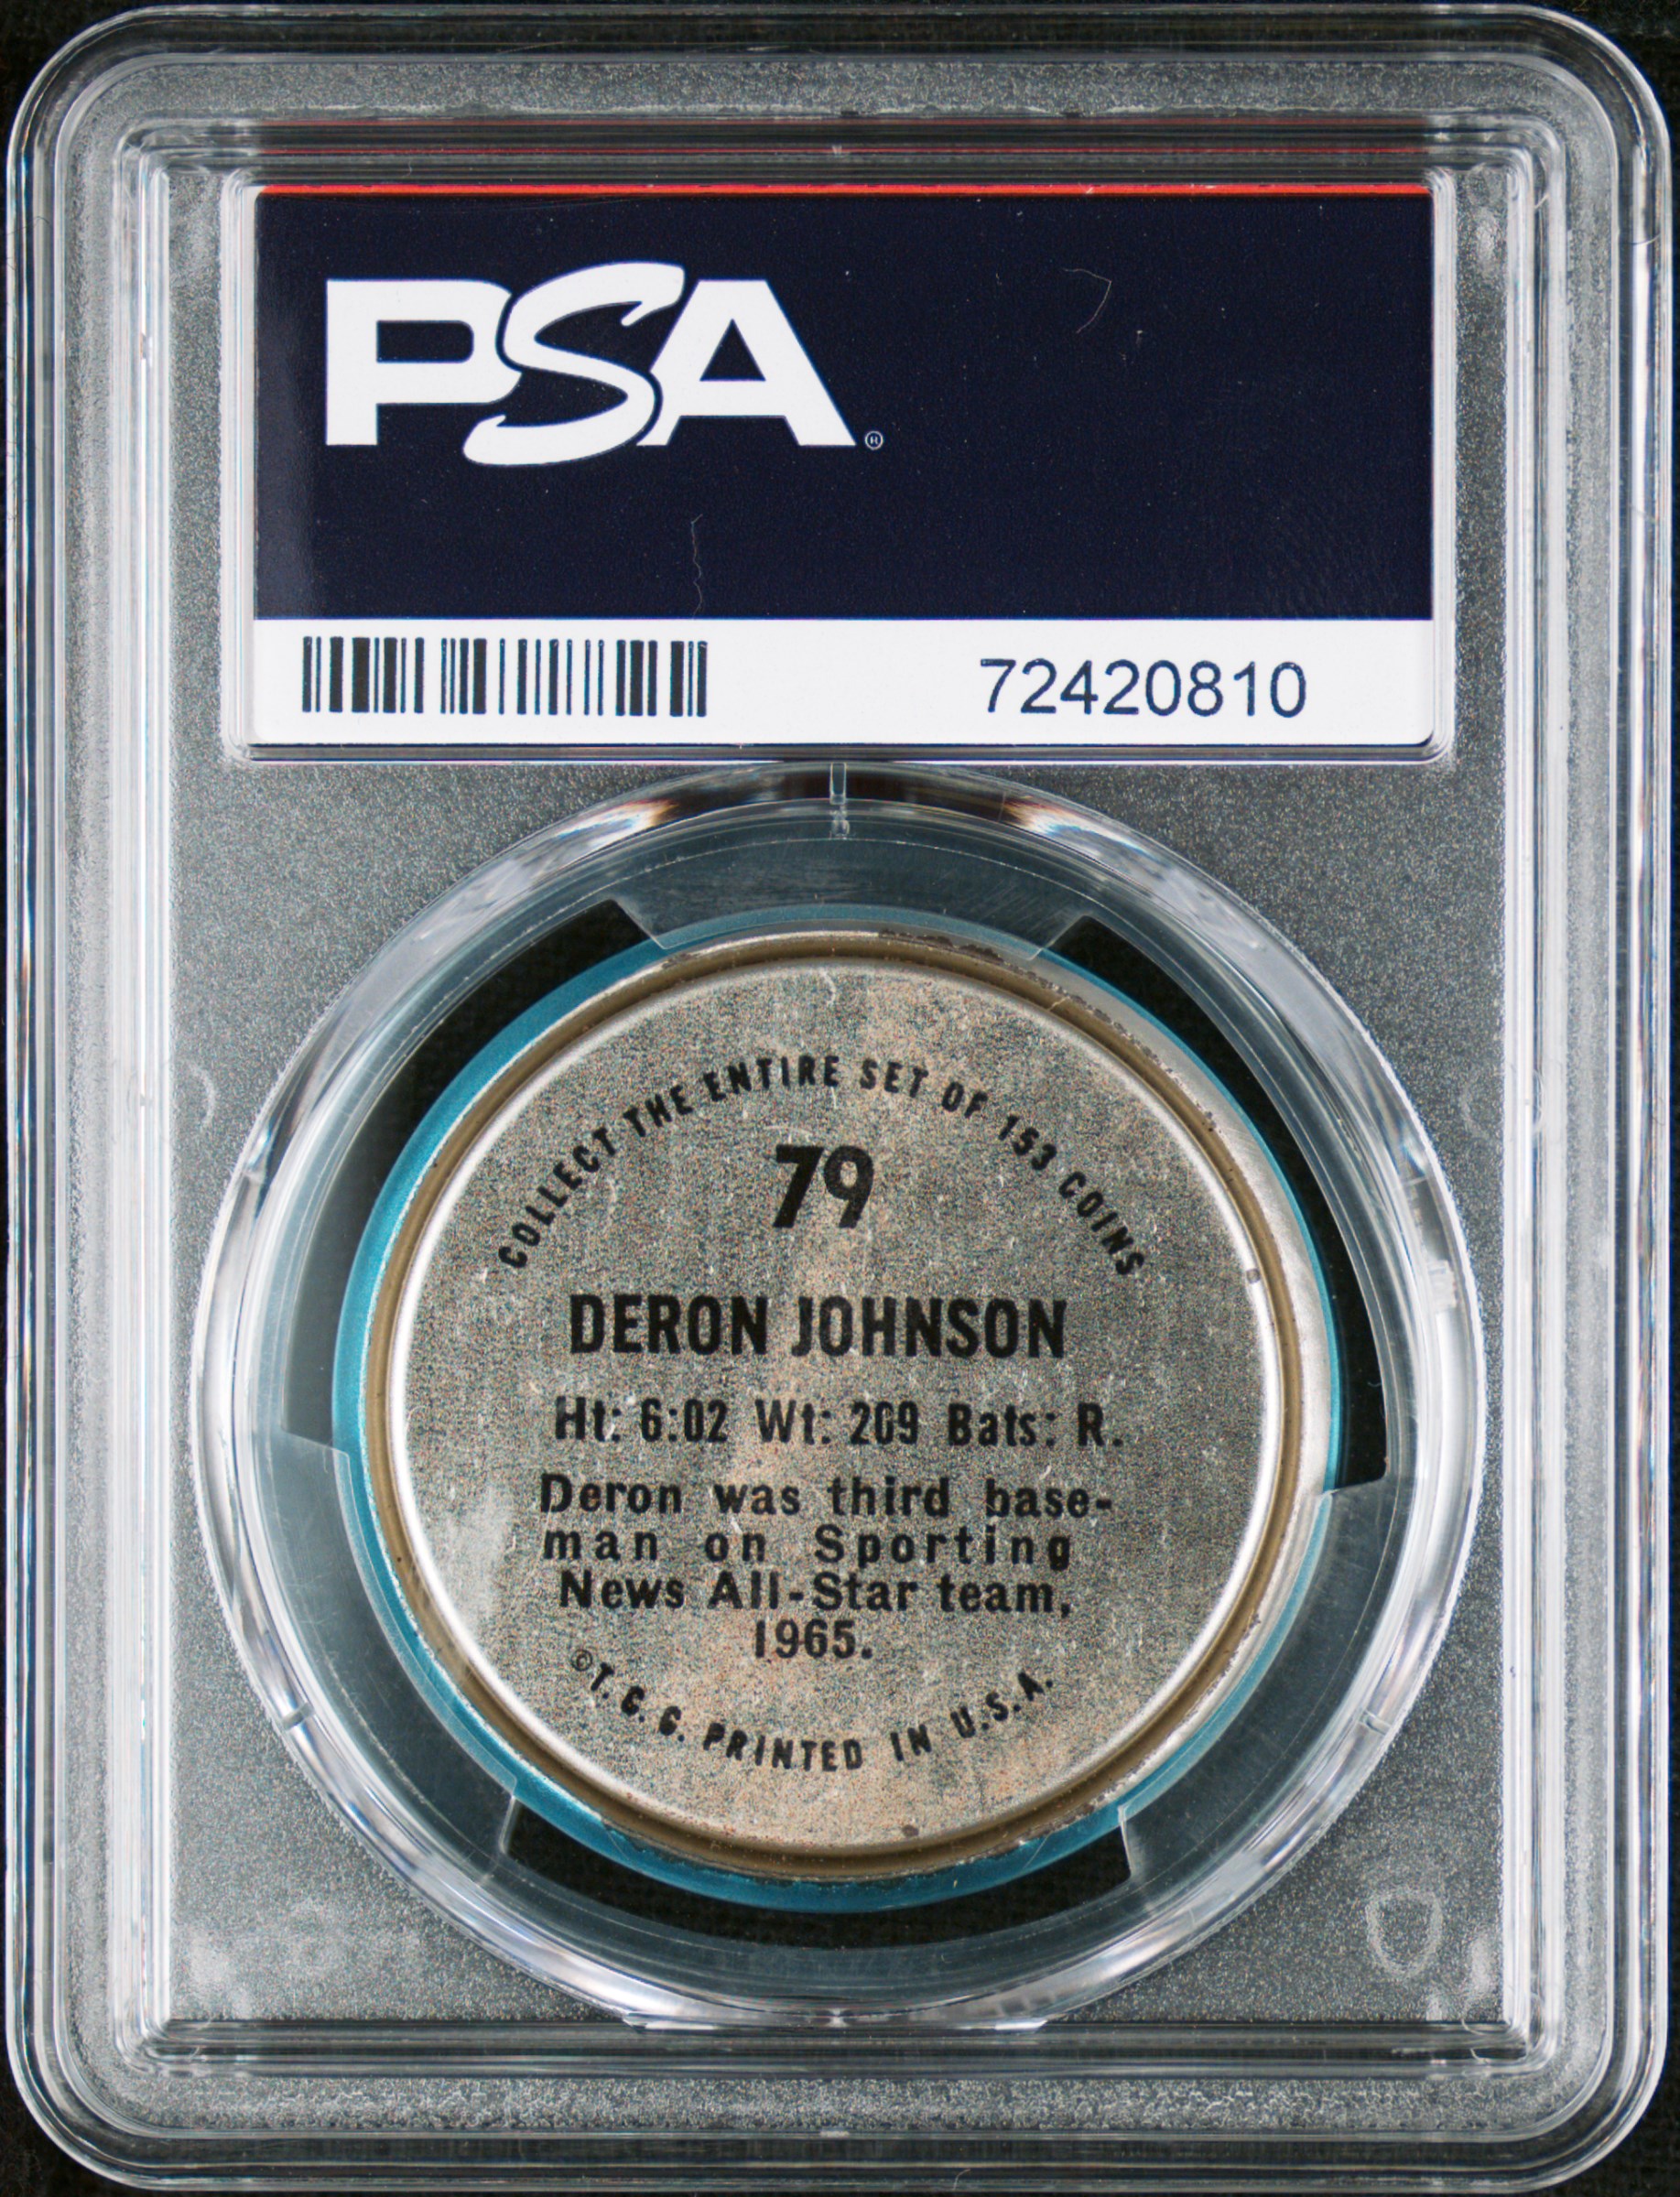 PSA®
72420810
COLLECT THE ENTIRE SET OF 153 COINS
79
DERON JOHNSON
Ht: 6:02 Wt: 209 Bats: R.
Deron was third base-
man on Sporting
News All-Star team,
1965.
©T.C.G. PRINTED IN U.S.A.